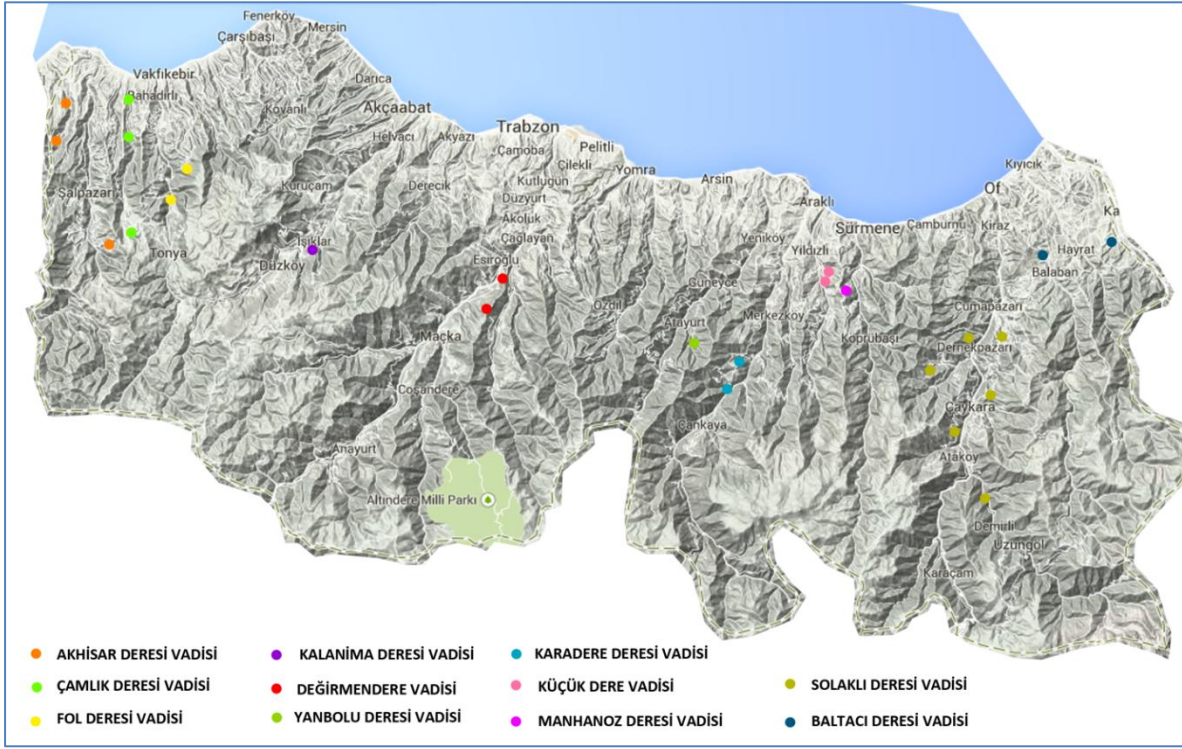 Fenerköy
Mersin
Çarşıbaşı
Vakfıkebir
Darıca
Bahadırlı
Akçaabat
Kovanlı
Trabzon
Helvacı
Akyazı
Pelitli
Çamoba
Kıyıcık
Çilekli
Yomra
Arsin
Kutlugün
Kuruçam
Derecik
Şalpazarı
Of
Düzyurt
Araklı
Ka
Akoluk
Sürmene
Çamburnu
Kiraz
Çağlayan
Yeniköy
Işıklar
Yıldızlı
Hayrat
Tonya
Esiroğlu
Düzköy
Balaban
Güneyce
Özdil
Cumapazarı
Merkezköy
Atayurt
Maçka
Köprübaşı
Dernekpazarı
Coşandere
Çaykara
Çankaya
Anayurt
Ataköy
Altındere Milli Parkı
Demirli
Uzungöl
Karaçam
AKHİSAR DERESİ VADİSİ
KALANİMA DERESİ VADİSİ
KARADERE DERESİ VADİSİ
ÇAMLIK DERESİ VADİSİ
DEĞİRMENDERE VADİSİ
KÜÇÜK DERE VADİSİ
SOLAKLI DERESİ VADİSİ
FOL DERESİ VADİSİ
YANBOLU DERESİ VADİSİ
MANHANOZ DERESİ VADİSİ
BALTACI DERESİ VADİSİ